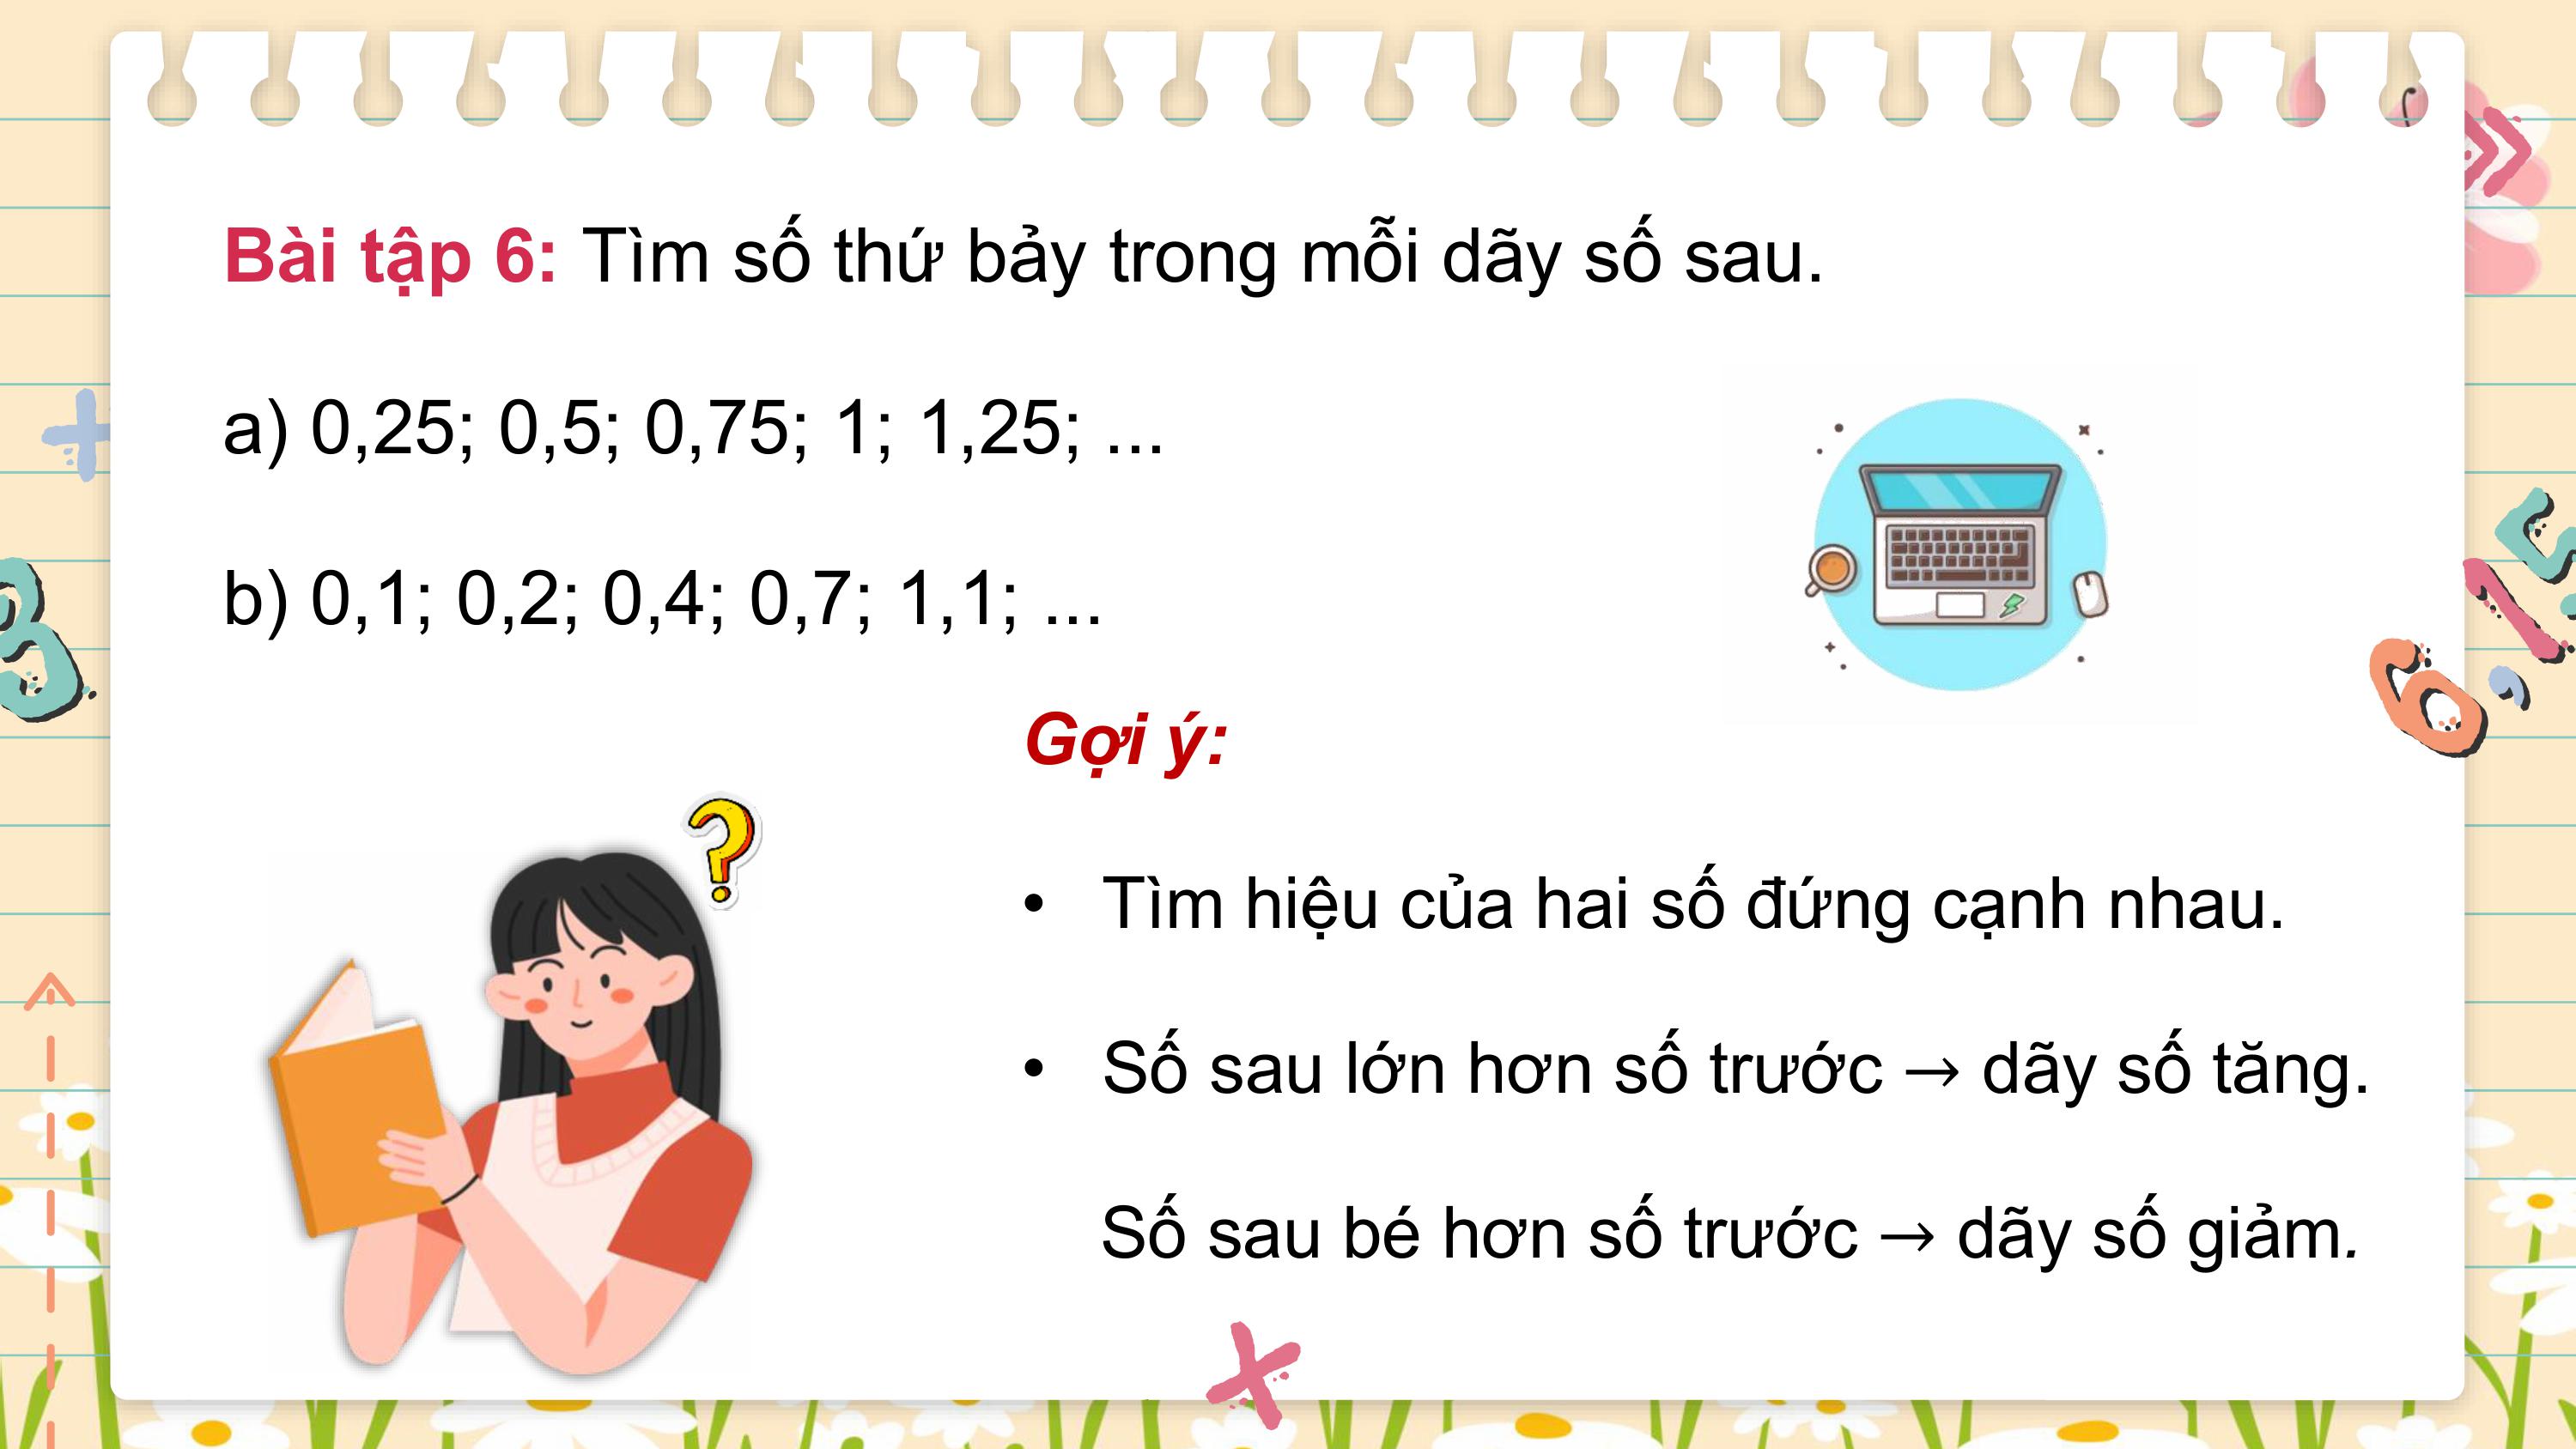 Bài tập 6: Tìm số thứ bảy trong mỗi dãy số sau.
a) 0,25; 0,5; 0,75; 1; 1,25; ...
b) 0,1; 0,2; 0,4; 0,7; 1,1; ...
Gợi ý:
• Tìm hiệu của hai số đứng cạnh nhau.
• Số sau lớn hơn số trước → dãy số tăng.
Số sau bé hơn số trước → dãy số giảm.
3
6,15